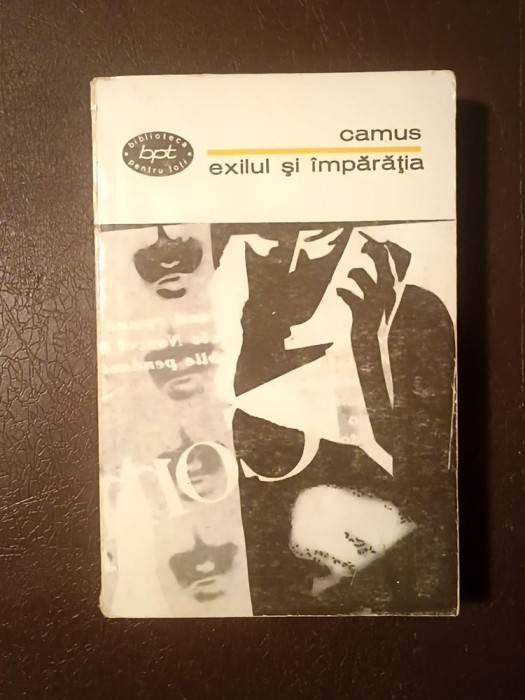 biblioteca
bpt
pentru toți
camus
exilul și împărăția